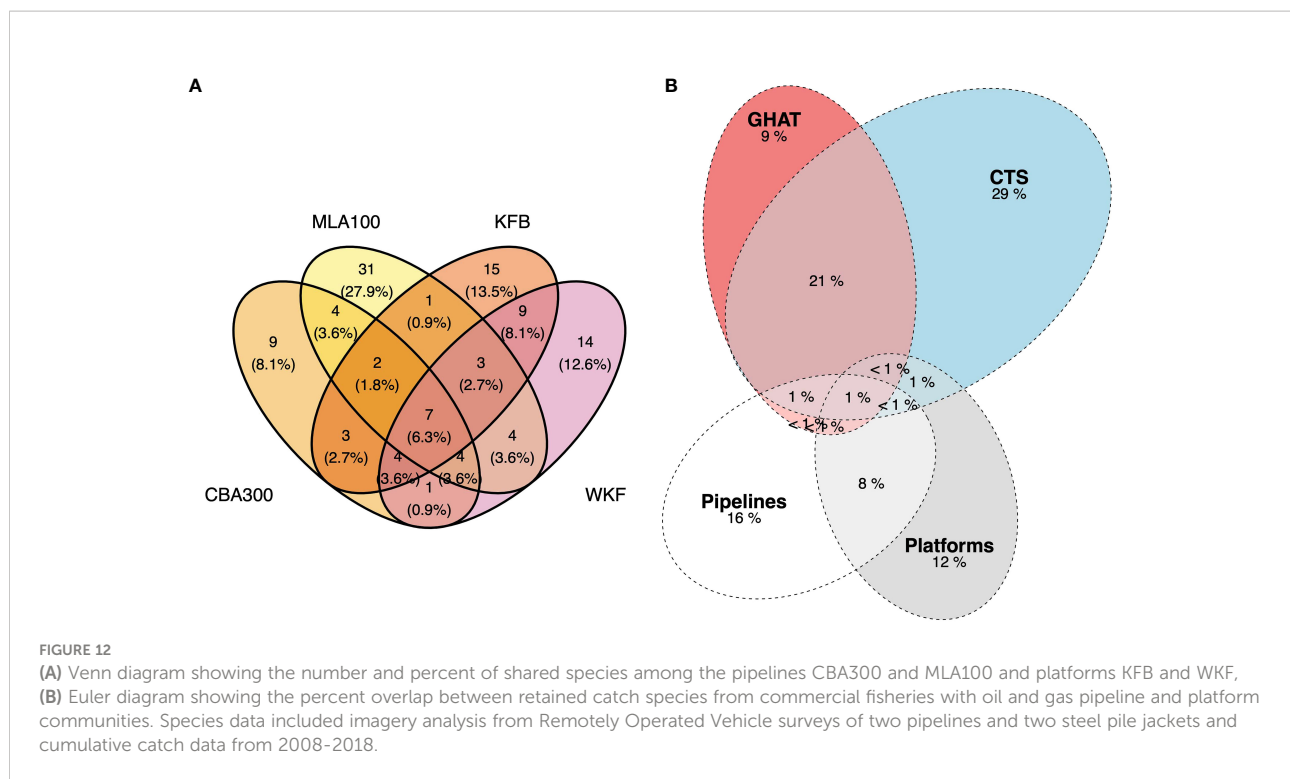 A
B
MLA100
KFB
31
(27.9%)
15
(13.5%)
4
(3.6%)
1
(0.9%)
9
(8.1%)
9
(8.1%)
14
(12.6%)
2
(1.8%)
3
(2.7%)
7
(6.3%)
3
(2.7%)
4
(3.6%)
4
(3.6%)
4
(3.6%)
1
(0.9%)
CBA300
WKF
GHAT
9 %
CTS
29 %
21 %
< 1 %
1 %
1 %
1 %
< 1 %
< 1 %
< 1 %
8 %
Pipelines
16 %
Platforms
12 %
FIGURE 12
(A) Venn diagram showing the number and percent of shared species among the pipelines CBA300 and MLA100 and platforms KFB and WKF,
(B) Euler diagram showing the percent overlap between retained catch species from commercial fisheries with oil and gas pipeline and platform
communities. Species data included imagery analysis from Remotely Operated Vehicle surveys of two pipelines and two steel pile jackets and
cumulative catch data from 2008-2018.